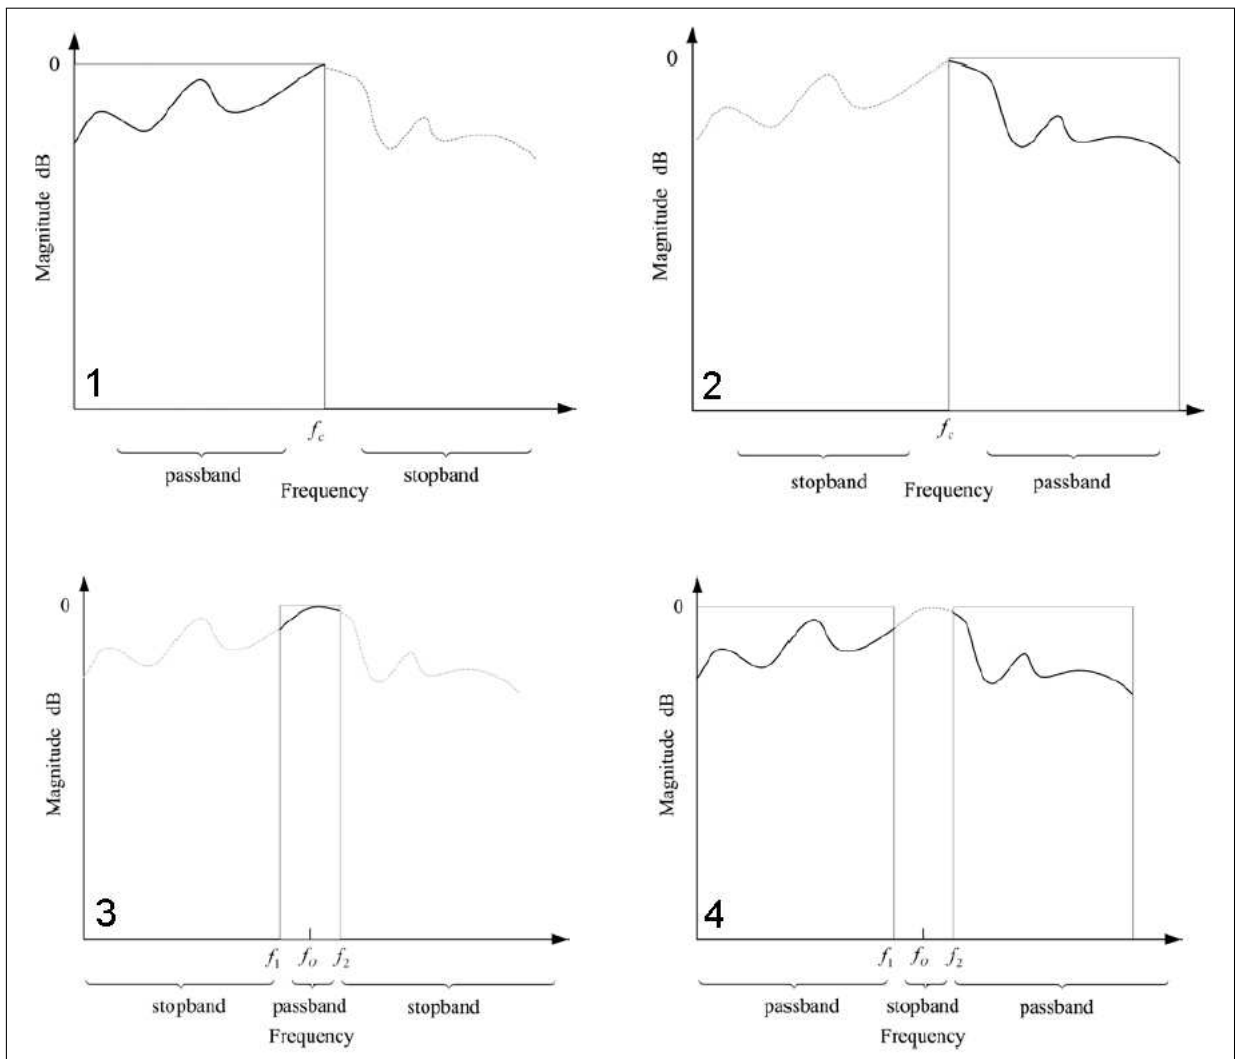 0
Magnitude dB
1
f_c
passband
stopband
Frequency
0
Magnitude dB
2
f_c
stopband
passband
Frequency
0
Magnitude dB
3
f_1 f_o f_2
stopband passband stopband
Frequency
0
Magnitude dB
4
f_1 f_o f_2
passband stopband passband
Frequency